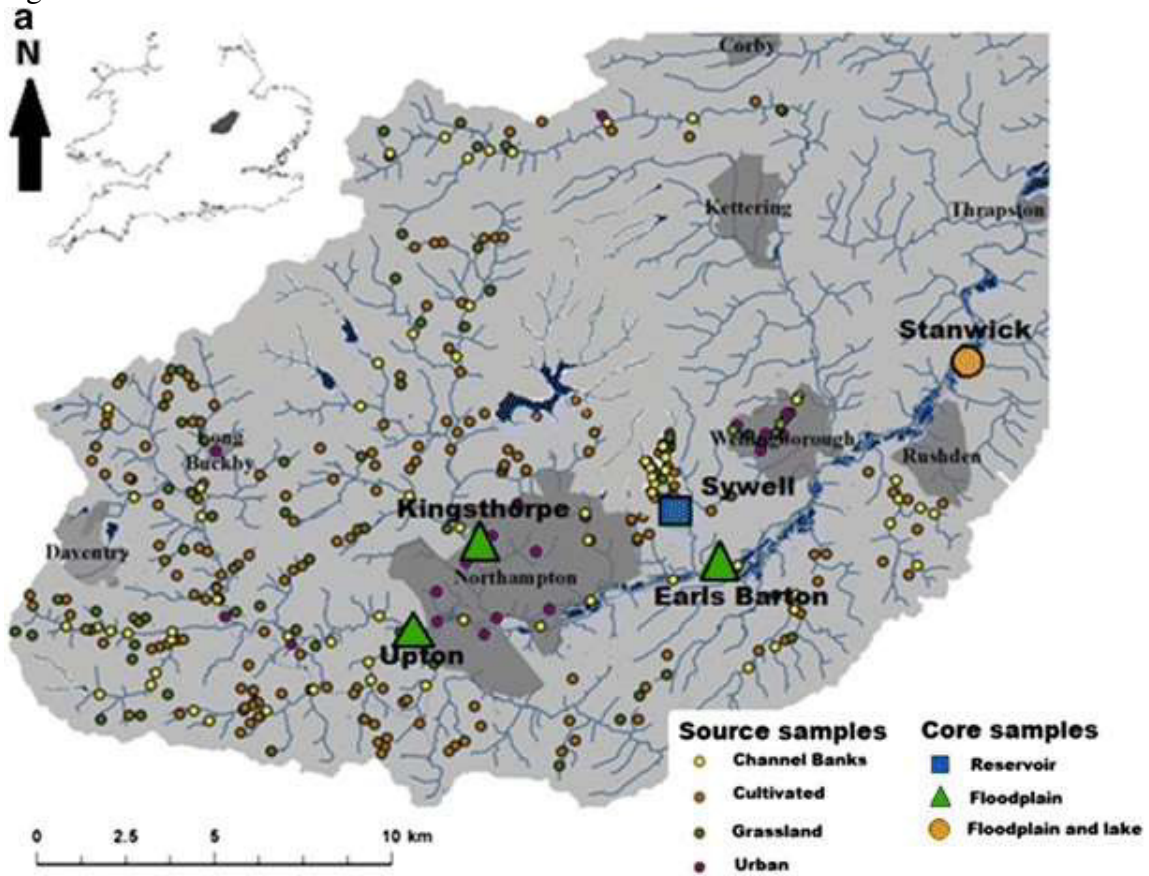 a
N
Corby
Kettering
Thrapston
Stanwick
Long
Buckby
Wellingborough
Rushden
Sywell
Kingsthorpe
Daventry
Northampton
Earls Barton
Upton
Source samples
Channel Banks
Cultivated
Grassland
Urban
Core samples
Reservoir
Floodplain
Floodplain and lake
0 2.5 5 10 km